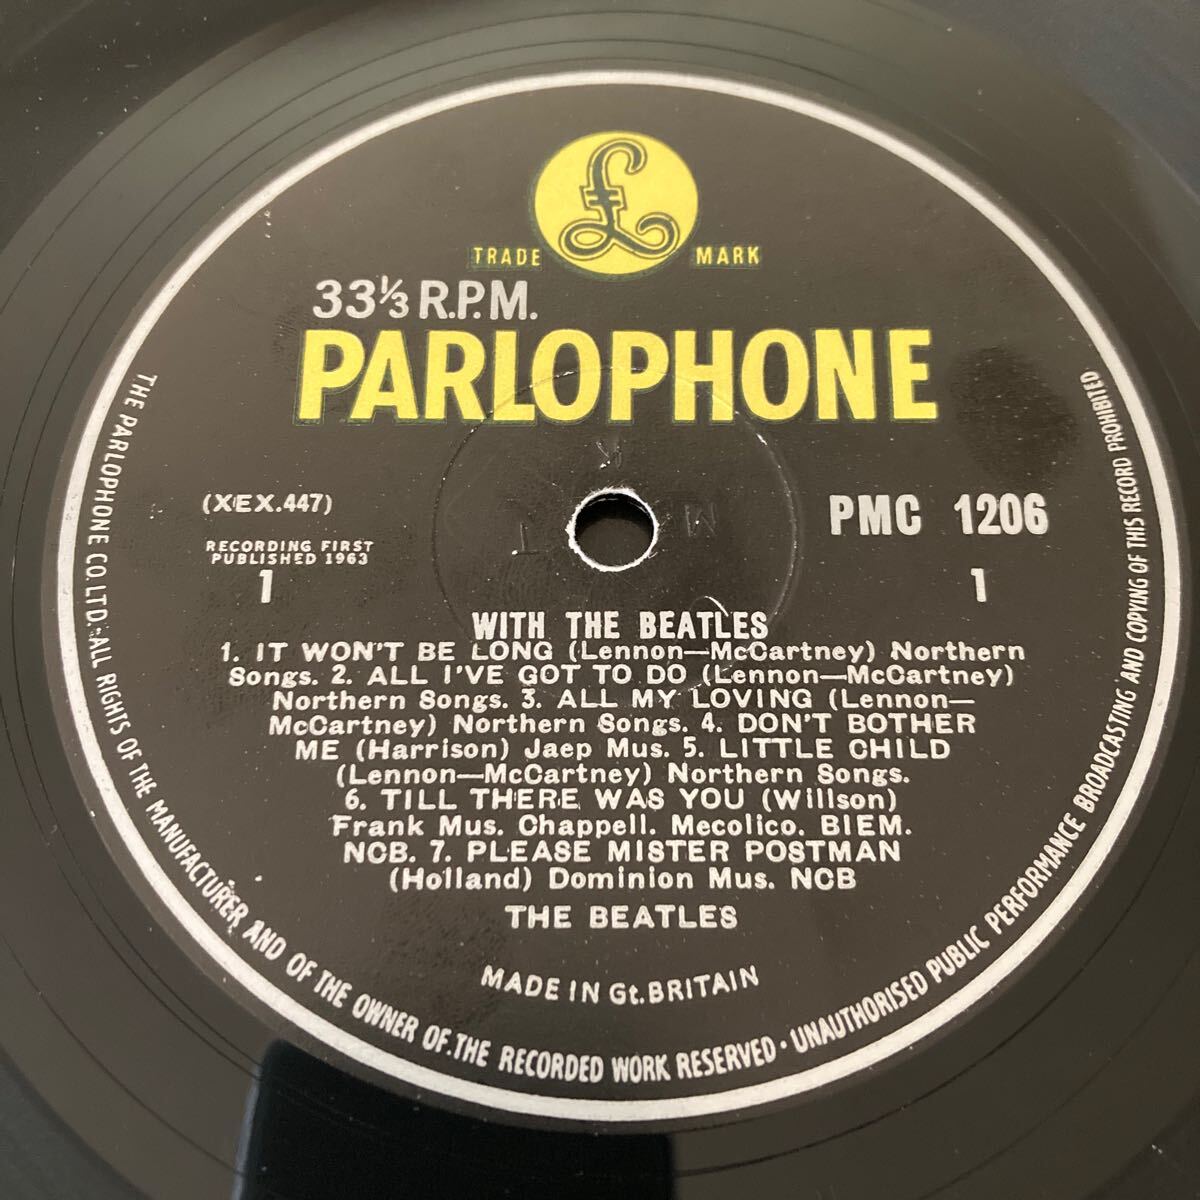 £
TRADE MARK
33⅓ R.P.M.
PARLOPHONE
(XEX.447)
PMC 1206
RECORDING FIRST
PUBLISHED 1963
1
1
K
M
T
WITH THE BEATLES
1. IT WON'T BE LONG (Lennon—McCartney) Northern
Songs. 2. ALL I'VE GOT TO DO (Lennon—McCartney)
Northern Songs. 3. ALL MY LOVING (Lennon—
McCartney) Northern Songs. 4. DON'T BOTHER
ME (Harrison) Jaep Mus. 5. LITTLE CHILD
(Lennon—McCartney) Northern Songs.
6. TILL THERE WAS YOU (Willson)
Frank Mus. Chappell. Mecolico. BIEM.
NCB. 7. PLEASE MISTER POSTMAN
(Holland) Dominion Mus. NCB
THE BEATLES
MADE IN Gt. BRITAIN
THE PARLOPHONE CO. LTD. ALL RIGHTS OF THE MANUFACTURER AND OF THE OWNER OF THE RECORDED WORK RESERVED · UNAUTHORISED PUBLIC PERFORMANCE BROADCASTING AND COPYING OF THIS RECORD PROHIBITED